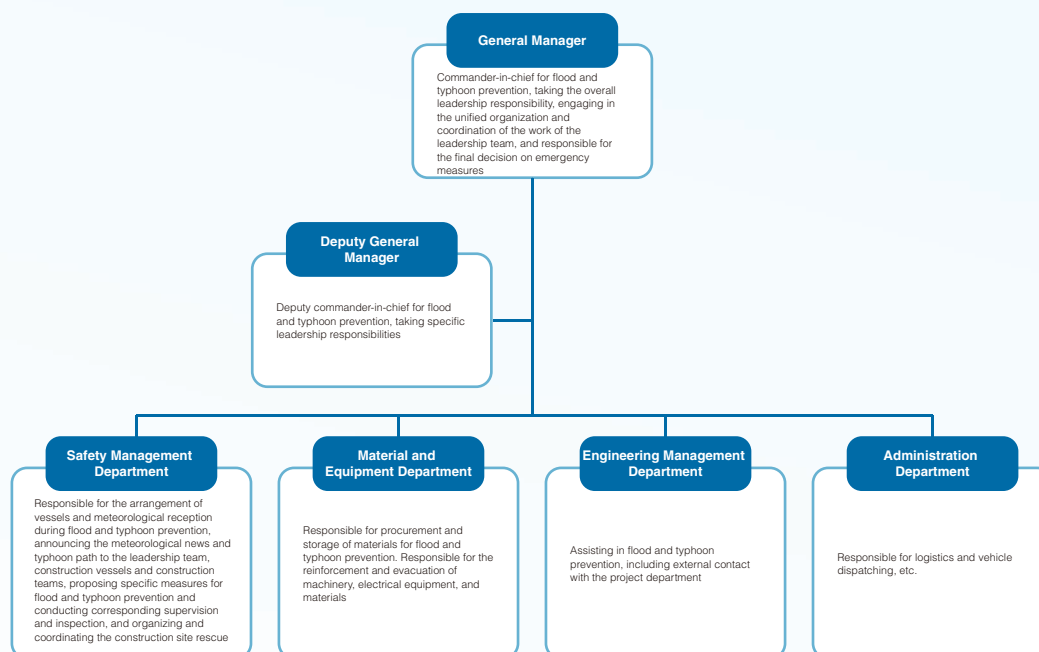 General Manager
Commander-in-chief for flood and
typhoon prevention, taking the overall
leadership responsibility, engaging in
the unified organization and
coordination of the work of the
leadership team, and responsible for
the final decision on emergency
measures
Deputy General
Manager
Deputy commander-in-chief for flood
and typhoon prevention, taking specific
leadership responsibilities
Safety Management
Department
Responsible for the arrangement of
vessels and meteorological reception
during flood and typhoon prevention,
announcing the meteorological news and
typhoon path to the leadership team,
construction vessels and construction
teams, proposing specific measures for
flood and typhoon prevention and
conducting corresponding supervision
and inspection, and organizing and
coordinating the construction site rescue
Material and
Equipment Department
Responsible for procurement and
storage of materials for flood and
typhoon prevention. Responsible for the
reinforcement and evacuation of
machinery, electrical equipment, and
materials
Engineering Management
Department
Assisting in flood and typhoon
prevention, including external contact
with the project department
Administration
Department
Responsible for logistics and vehicle
dispatching, etc.